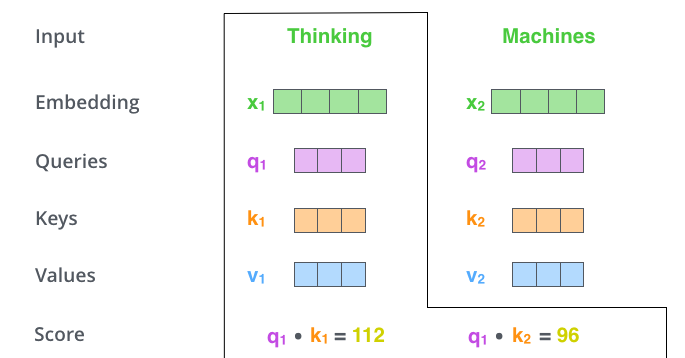 Input Thinking Machines
Embedding x₁ x₂
Queries q₁ q₂
Keys k₁ k₂
Values v₁ v₂
Score q₁ • k₁ = 112 q₁ • k₂ = 96